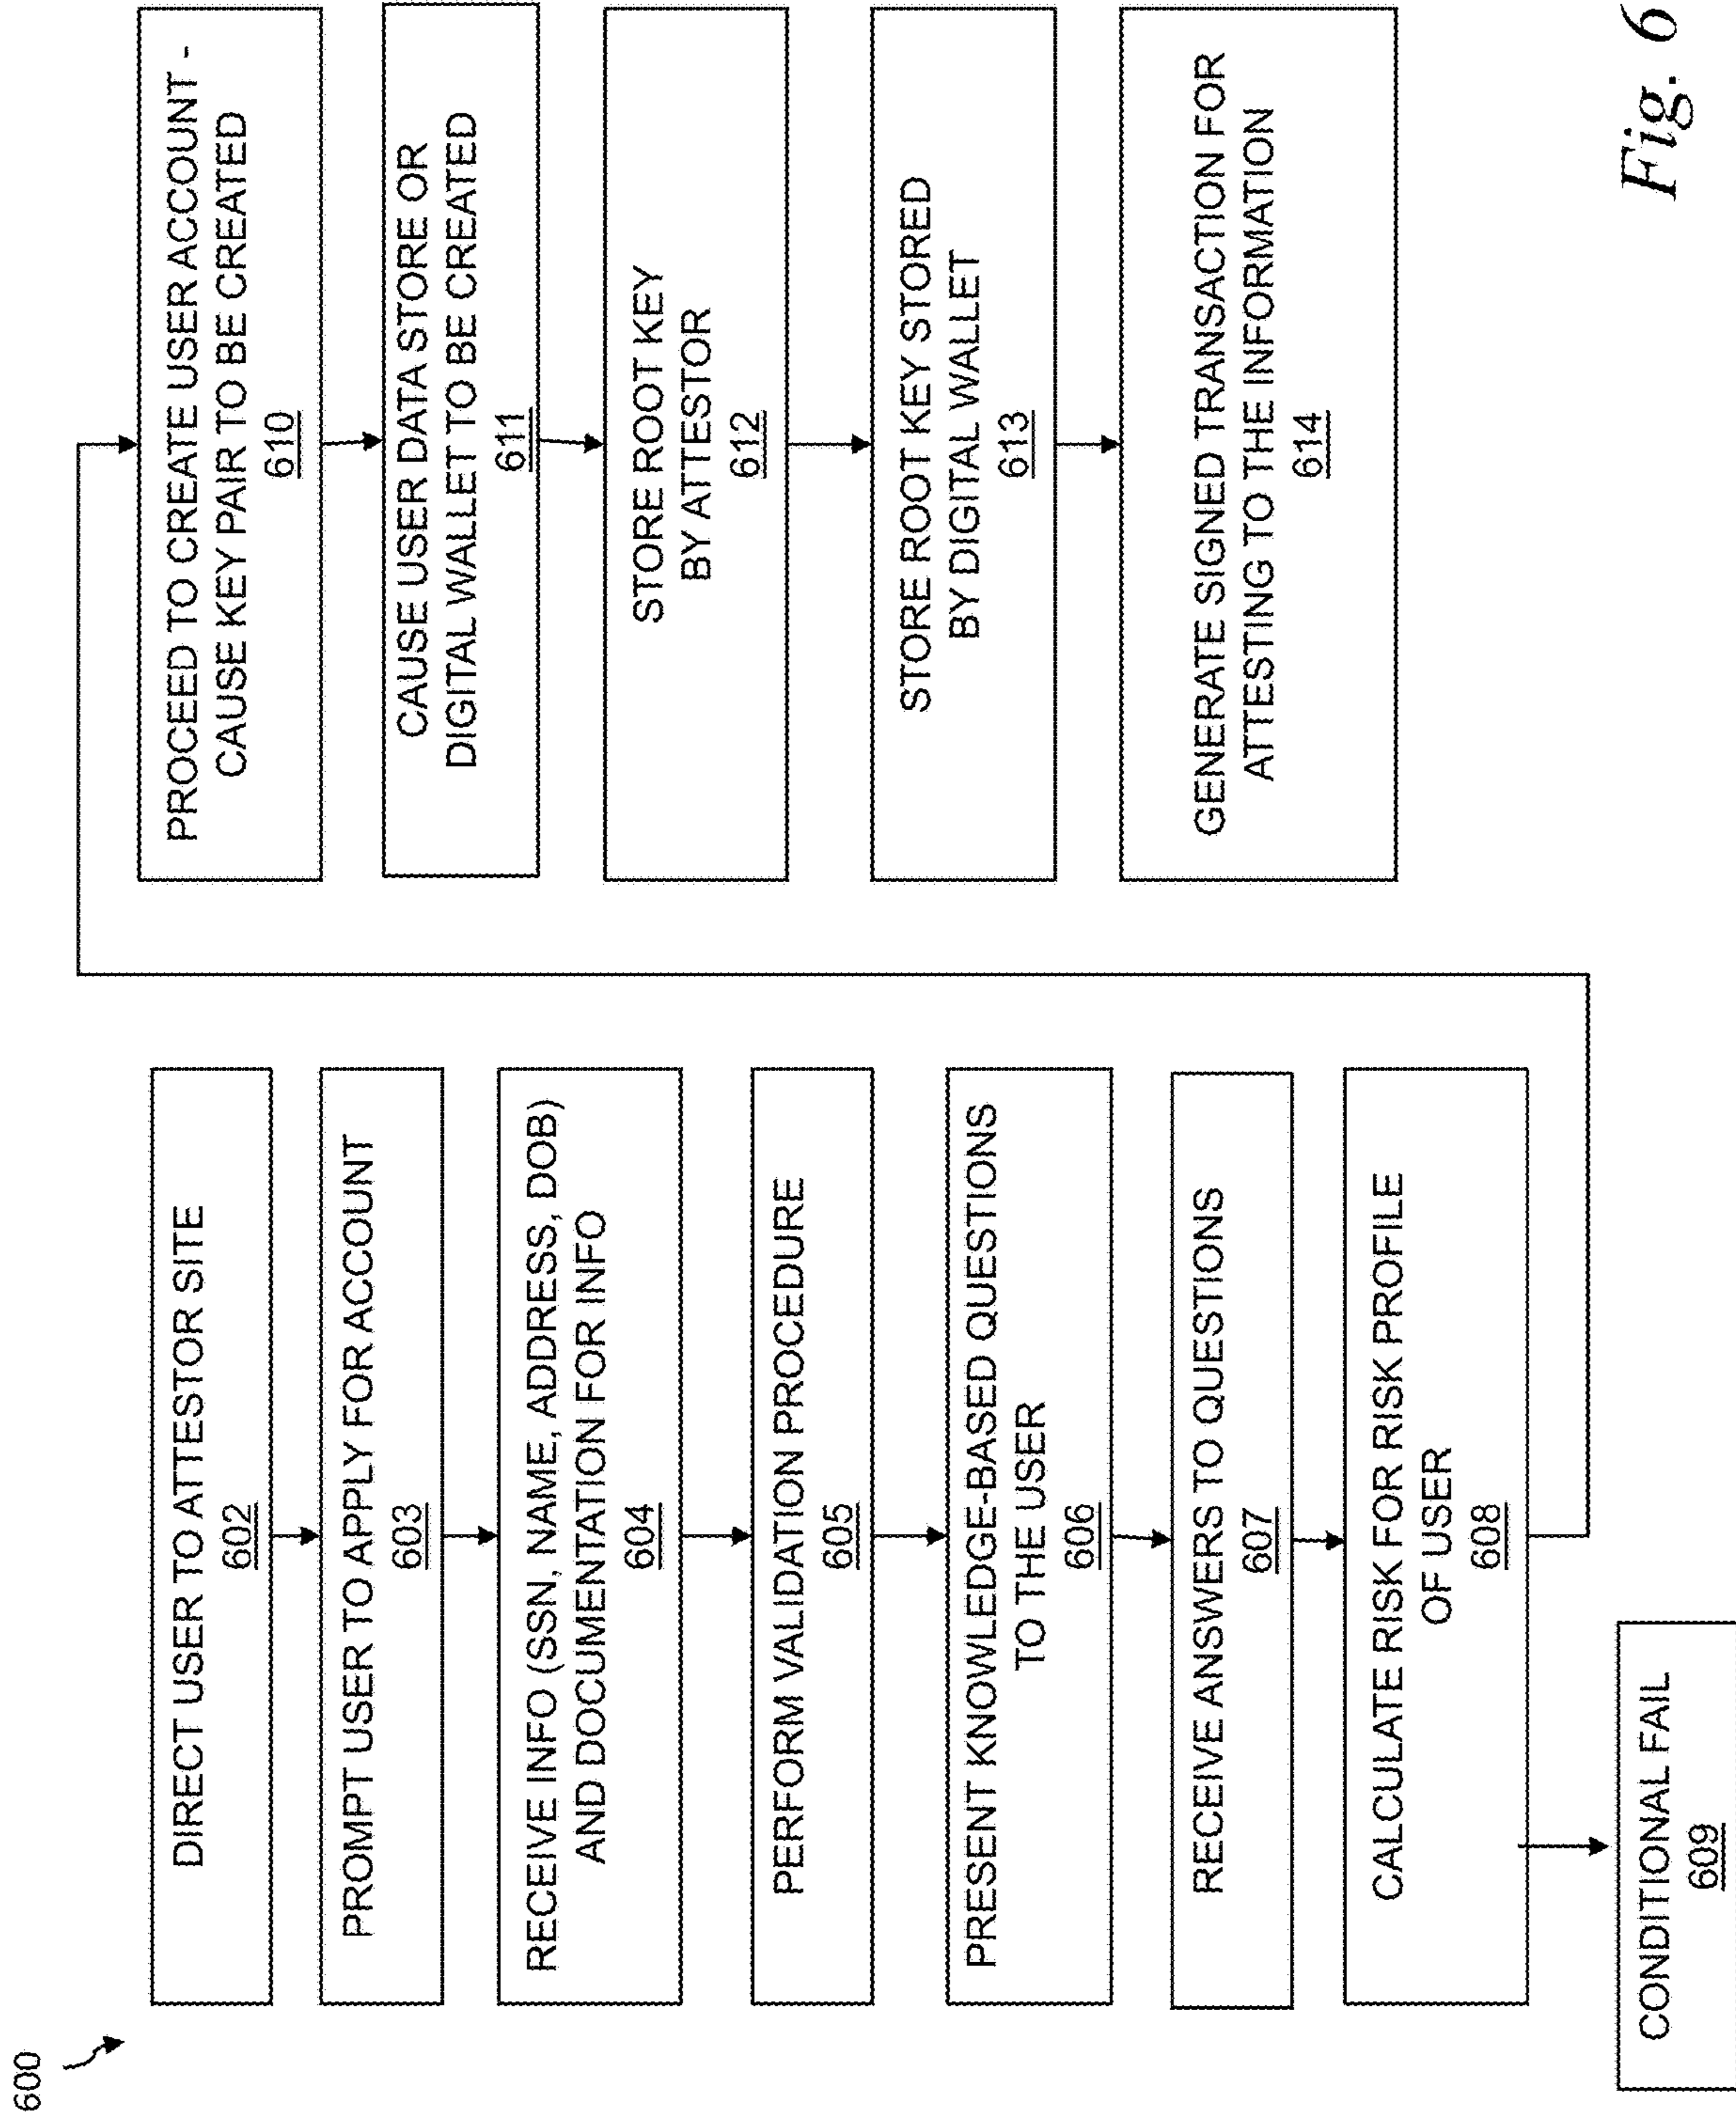 600
DIRECT USER TO ATTESTOR SITE
602
PROMPT USER TO APPLY FOR ACCOUNT
603
RECEIVE INFO (SSN, NAME, ADDRESS, DOB)
AND DOCUMENTATION FOR INFO
604
PERFORM VALIDATION PROCEDURE
605
PRESENT KNOWLEDGE-BASED QUESTIONS
TO THE USER
606
RECEIVE ANSWERS TO QUESTIONS
607
CALCULATE RISK FOR RISK PROFILE
OF USER
608
CONDITIONAL FAIL
609
PROCEED TO CREATE USER ACCOUNT -
CAUSE KEY PAIR TO BE CREATED
610
CAUSE USER DATA STORE OR
DIGITAL WALLET TO BE CREATED
611
STORE ROOT KEY
BY ATTESTOR
612
STORE ROOT KEY STORED
BY DIGITAL WALLET
613
GENERATE SIGNED TRANSACTION FOR
ATTESTING TO THE INFORMATION
614
Fig. 6